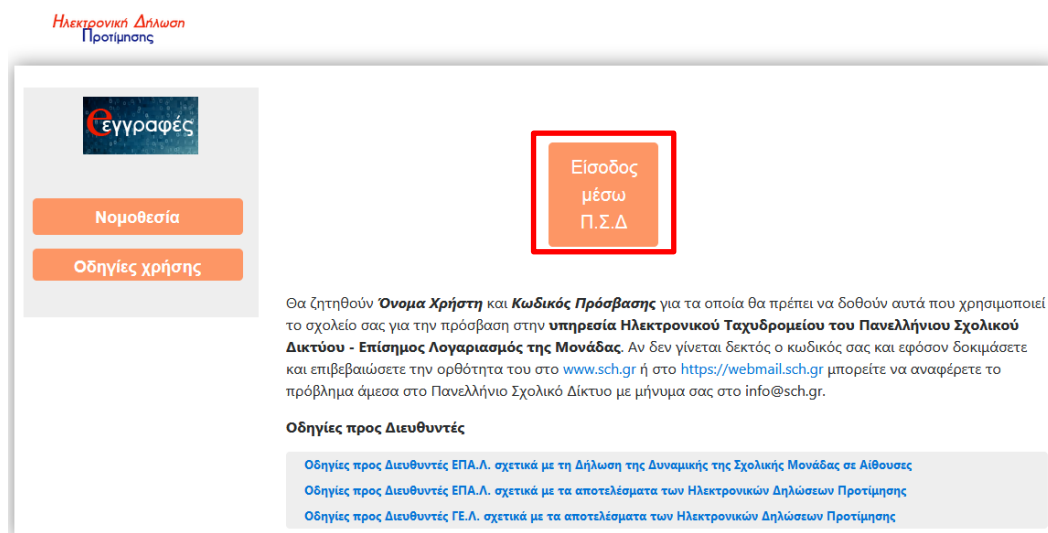 Ηλεκτρονική Δήλωση
Προτίμησης
eεγγραφές
Νομοθεσία
Οδηγίες χρήσης
Είσοδος
μέσω
Π.Σ.Δ
Θα ζητηθούν Όνομα Χρήστη και Κωδικός Πρόσβασης για τα οποία θα πρέπει να δοθούν αυτά που χρησιμοποιεί
το σχολείο σας για την πρόσβαση στην υπηρεσία Ηλεκτρονικού Ταχυδρομείου του Πανελλήνιου Σχολικού
Δικτύου - Επίσημος Λογαριασμός της Μονάδας. Αν δεν γίνεται δεκτός ο κωδικός σας και εφόσον δοκιμάσετε
και επιβεβαιώσετε την ορθότητα του στο www.sch.gr ή στο https://webmail.sch.gr μπορείτε να αναφέρετε το
πρόβλημα άμεσα στο Πανελλήνιο Σχολικό Δίκτυο με μήνυμα σας στο info@sch.gr.
Οδηγίες προς Διευθυντές
Οδηγίες προς Διευθυντές ΕΠΑ.Λ. σχετικά με τη Δήλωση της Δυναμικής της Σχολικής Μονάδας σε Αίθουσες
Οδηγίες προς Διευθυντές ΕΠΑ.Λ. σχετικά με τα αποτελέσματα των Ηλεκτρονικών Δηλώσεων Προτίμησης
Οδηγίες προς Διευθυντές ΓΕ.Λ. σχετικά με τα αποτελέσματα των Ηλεκτρονικών Δηλώσεων Προτίμησης